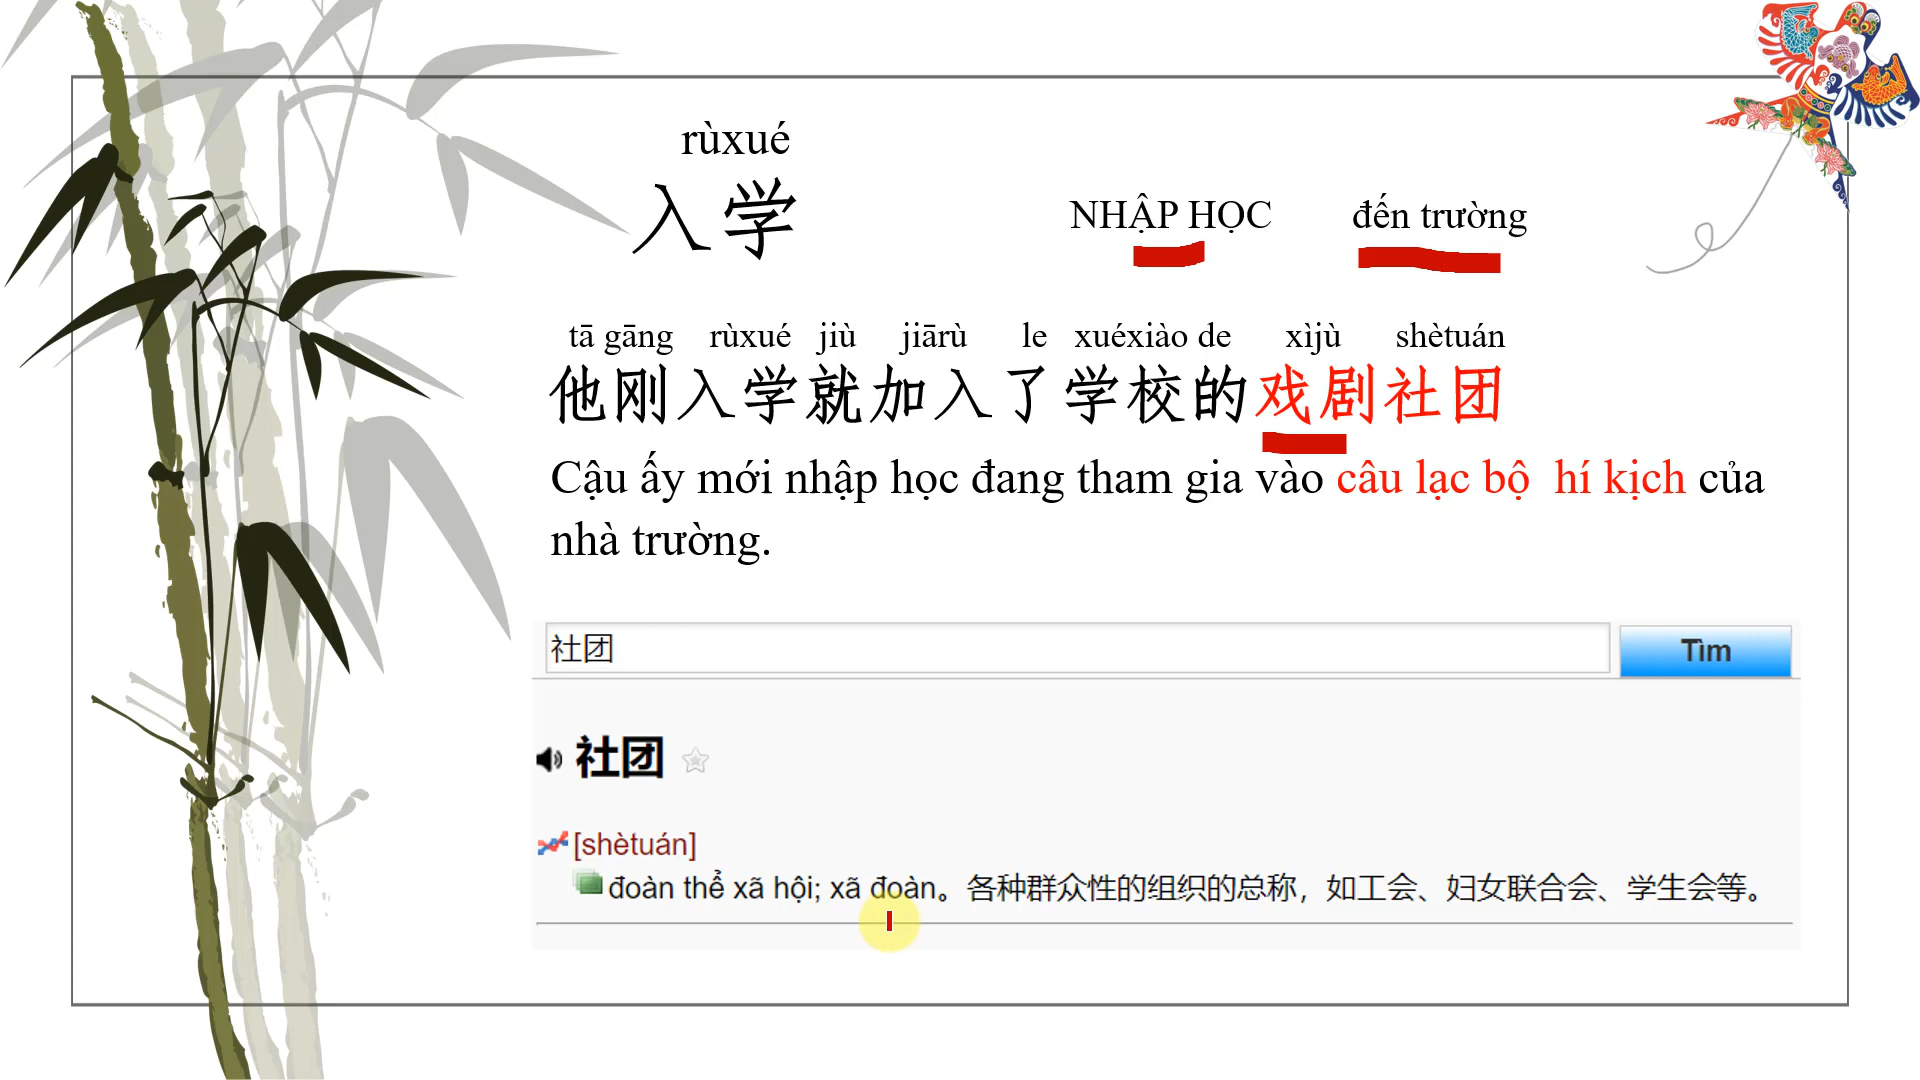 rùxué
入学
NHẬP HỌC đến trường
tā gāng rùxué jiù jiārù le xuéxiào de xìjù shètuán
他刚入学就加入了学校的戏剧社团
Cậu ấy mới nhập học đang tham gia vào câu lạc bộ hí kịch của
nhà trường.
社团 Tìm
社团
[shètuán]
đoàn thể xã hội; xã đoàn。各种群众性的组织的总称，如工会、妇女联合会、学生会等。